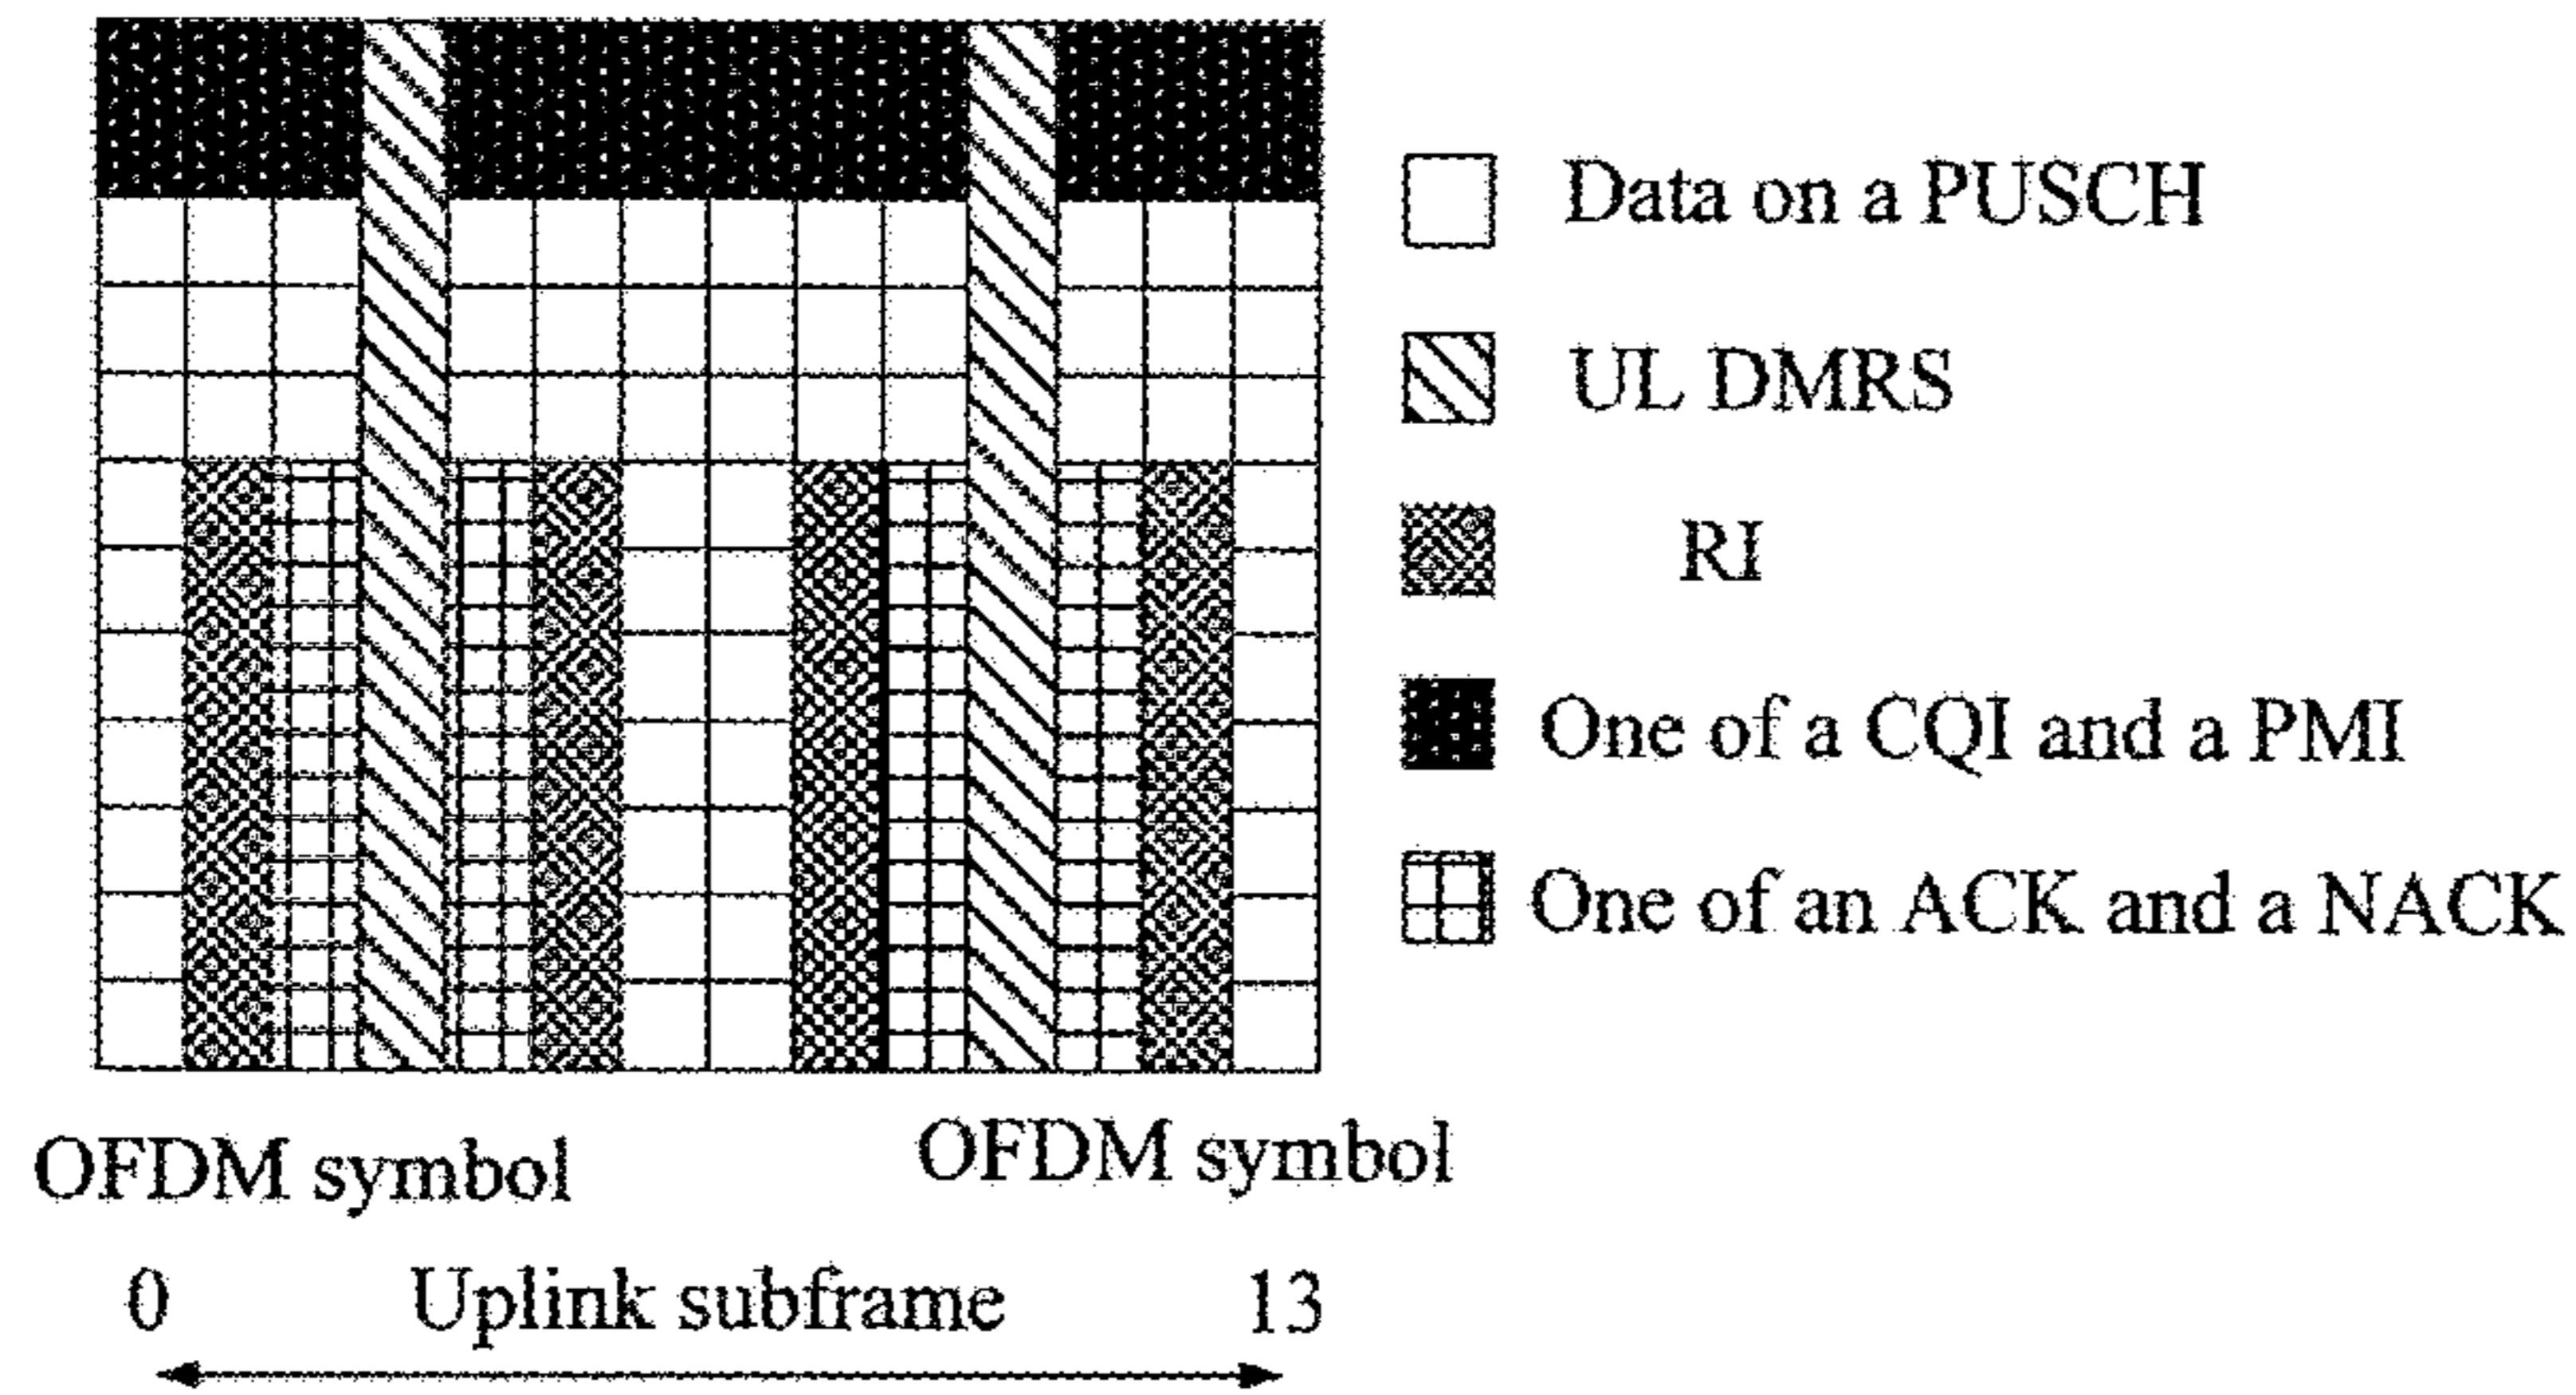 Data on a PUSCH
UL DMRS
RI
One of a CQI and a PMI
One of an ACK and a NACK
OFDM symbol
OFDM symbol
0
Uplink subframe
13